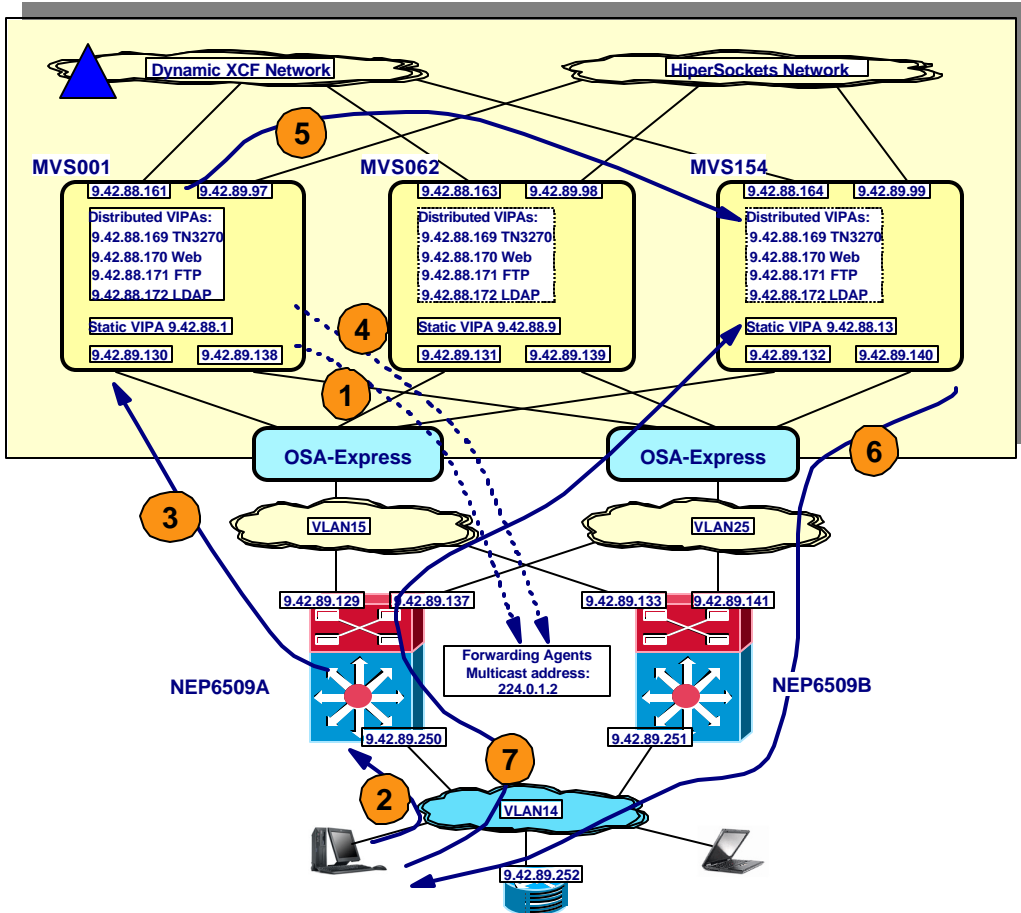 Dynamic XCF Network
HiperSockets Network
5
MVS001
MVS062
MVS154
9.42.88.161
9.42.89.97
9.42.88.163
9.42.89.98
9.42.88.164
9.42.89.99
Distributed VIPAs:
9.42.88.169 TN3270
9.42.88.170 Web
9.42.88.171 FTP
9.42.88.172 LDAP
Distributed VIPAs:
9.42.88.169 TN3270
9.42.88.170 Web
9.42.88.171 FTP
9.42.88.172 LDAP
Distributed VIPAs:
9.42.88.169 TN3270
9.42.88.170 Web
9.42.88.171 FTP
9.42.88.172 LDAP
4
Static VIPA 9.42.88.1
Static VIPA 9.42.88.9
Static VIPA 9.42.88.13
9.42.89.130
9.42.89.138
9.42.89.131
9.42.89.139
9.42.89.132
9.42.89.140
1
OSA-Express
OSA-Express
6
3
VLAN15
VLAN25
9.42.89.129
9.42.89.137
9.42.89.133
9.42.89.141
Forwarding Agents
Multicast address:
224.0.1.2
NEP6509A
NEP6509B
9.42.89.250
9.42.89.251
7
2
VLAN14
9.42.89.252